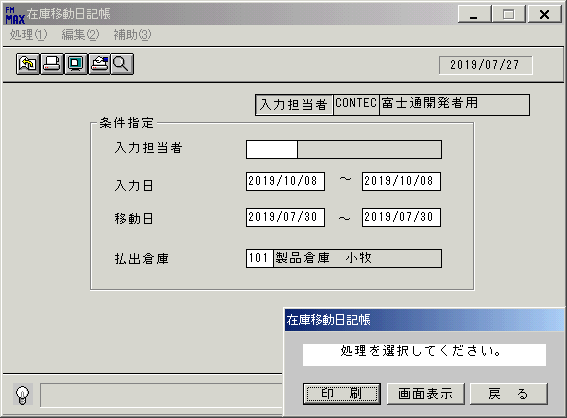 FM MAX 在庫移動日記帳
処理(1) 編集(2) 補助(3)
2019/07/27
入力担当者 CONTEC 富士通開発者用
条件指定
入力担当者
入力日 2019/10/08 ～ 2019/10/08
移動日 2019/07/30 ～ 2019/07/30
払出倉庫 101 製品倉庫 小牧
在庫移動日記帳
処理を選択してください。
印 刷 画面表示 戻 る